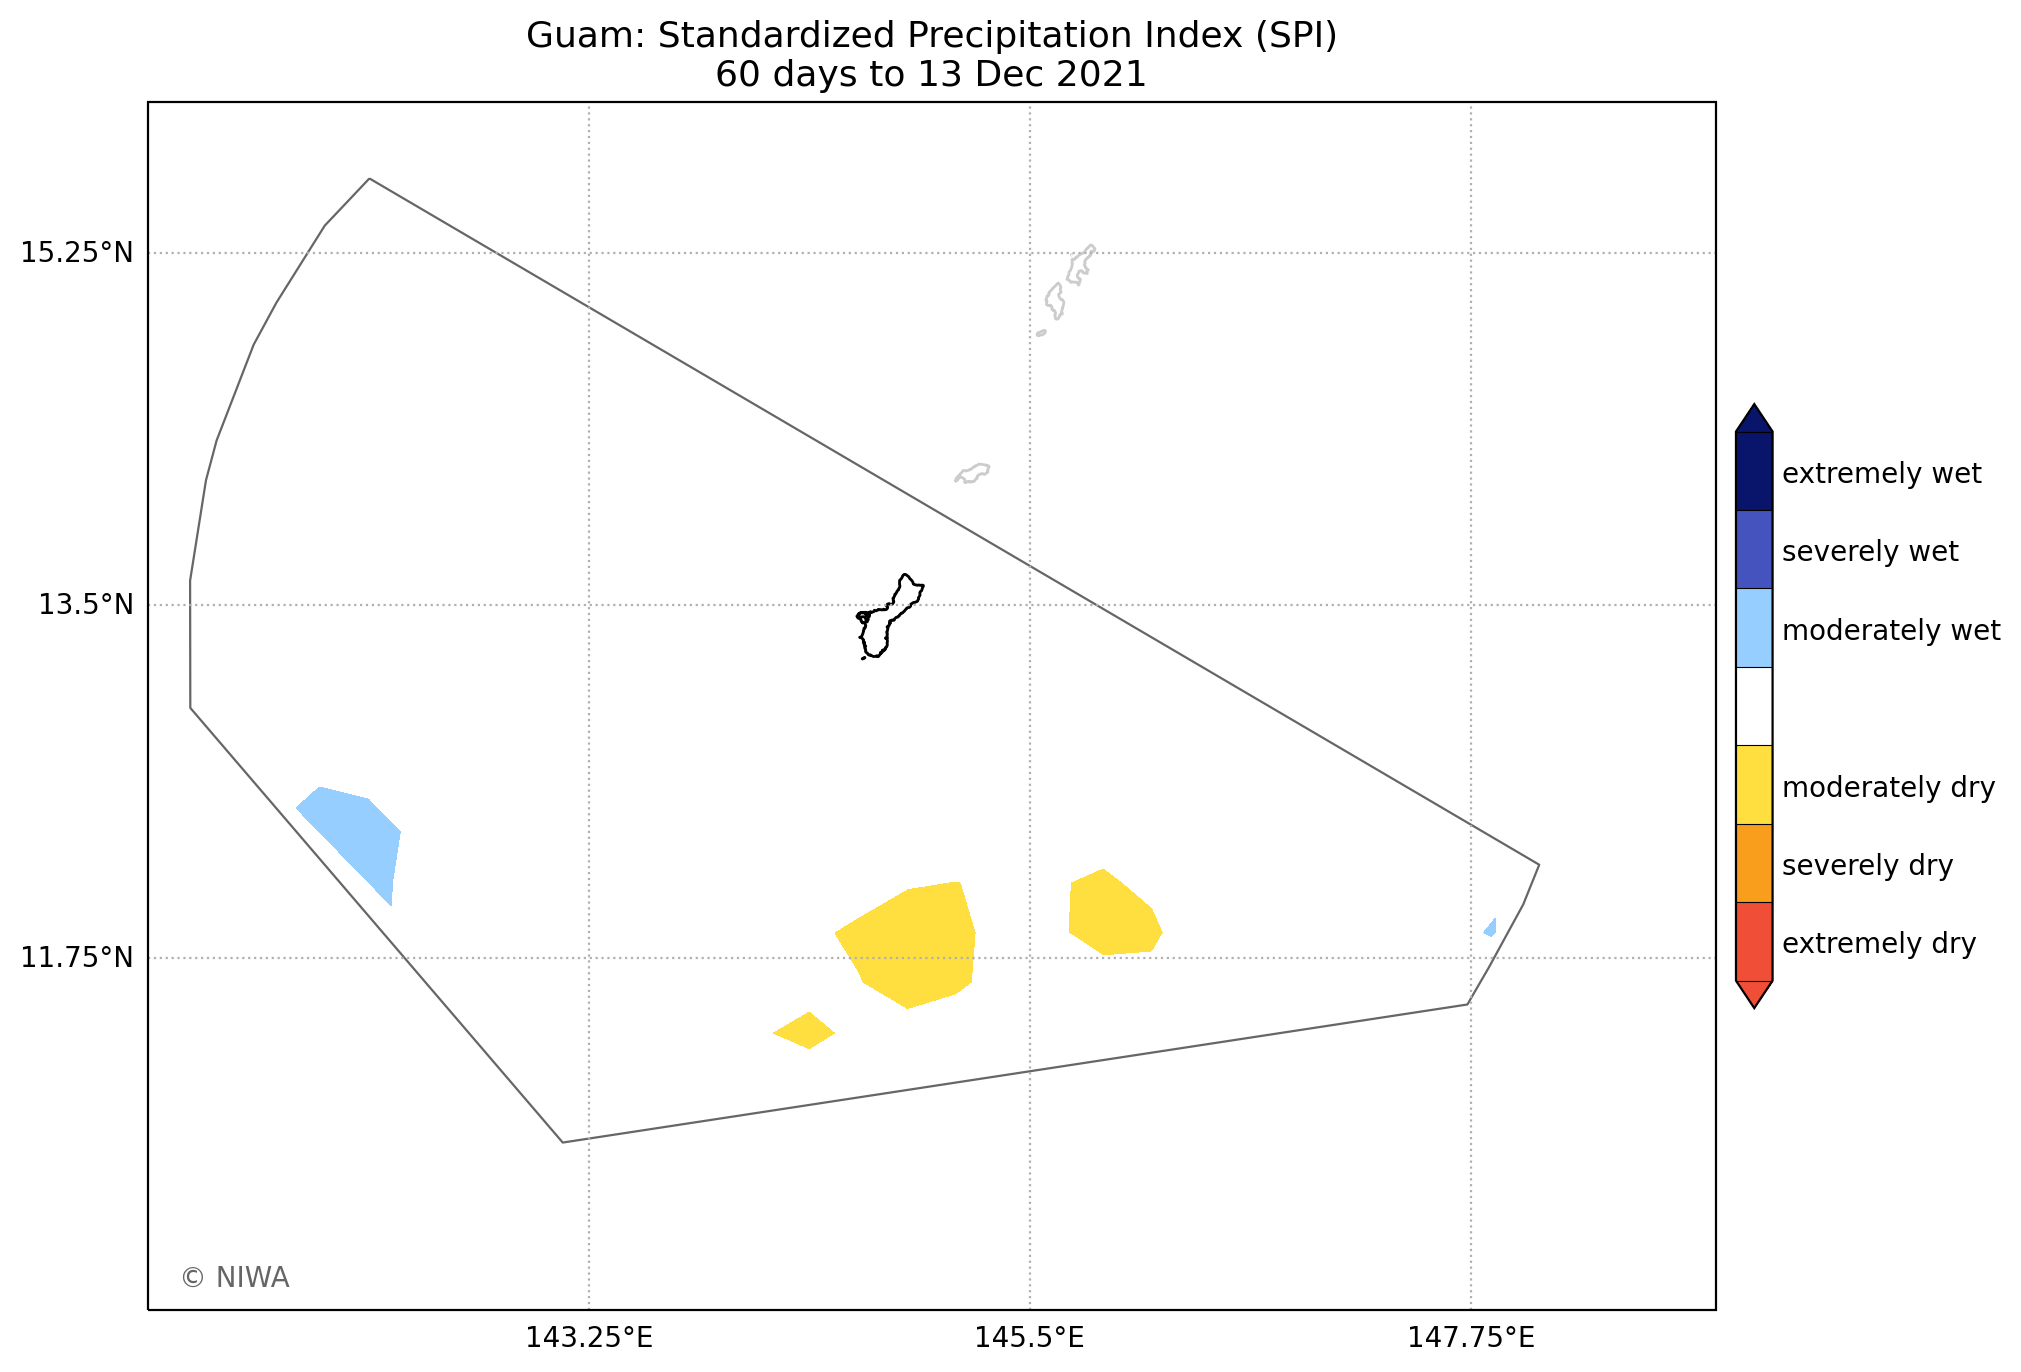 Guam: Standardized Precipitation Index (SPI)
60 days to 13 Dec 2021
15.25°N
13.5°N
11.75°N
143.25°E
145.5°E
147.75°E
extremely wet
severely wet
moderately wet
moderately dry
severely dry
extremely dry
© NIWA